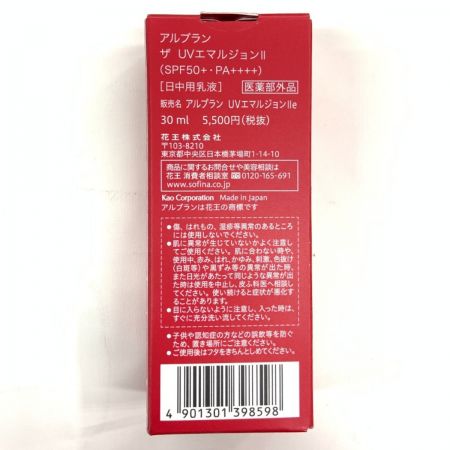 アルブラン
ザ UVエマルジョンII
(SPF50+・PA++++)
[日中用乳液] 医薬部外品
販売名 アルブラン UVエマルジョンIIe
30 ml 5,500円(税抜)
花王株式会社
〒103-8210
東京都中央区日本橋茅場町1-14-10
商品に関するお問合せや美容相談は
花王 消費者相談室 0120-165-691
www.sofina.co.jp
Kao Corporation Made in Japan
アルブランは花王の商標です
●傷、はれもの、湿疹等異常のあるところ
には使用しないでください。
●肌に異常が生じていないかよく注意し
てご使用ください。肌に合わない時や、
使用中、赤み、はれ、かゆみ、刺激、色抜け
(白斑等)や黒ずみ等の異常が出た時、
また日光があたって同じような異常が出
た時は使用を中止し、皮ふ科医へ相談し
てください。使い続けると症状が悪化す
ることがあります。
●目に入らないように注意し、入った時は、
すぐに充分洗い流してください。
●子供や認知症の方などの誤飲等を防ぐ
ため、置き場所にご注意ください。
●ご使用後はフタをきちんとしめてください。
4 901301 398598